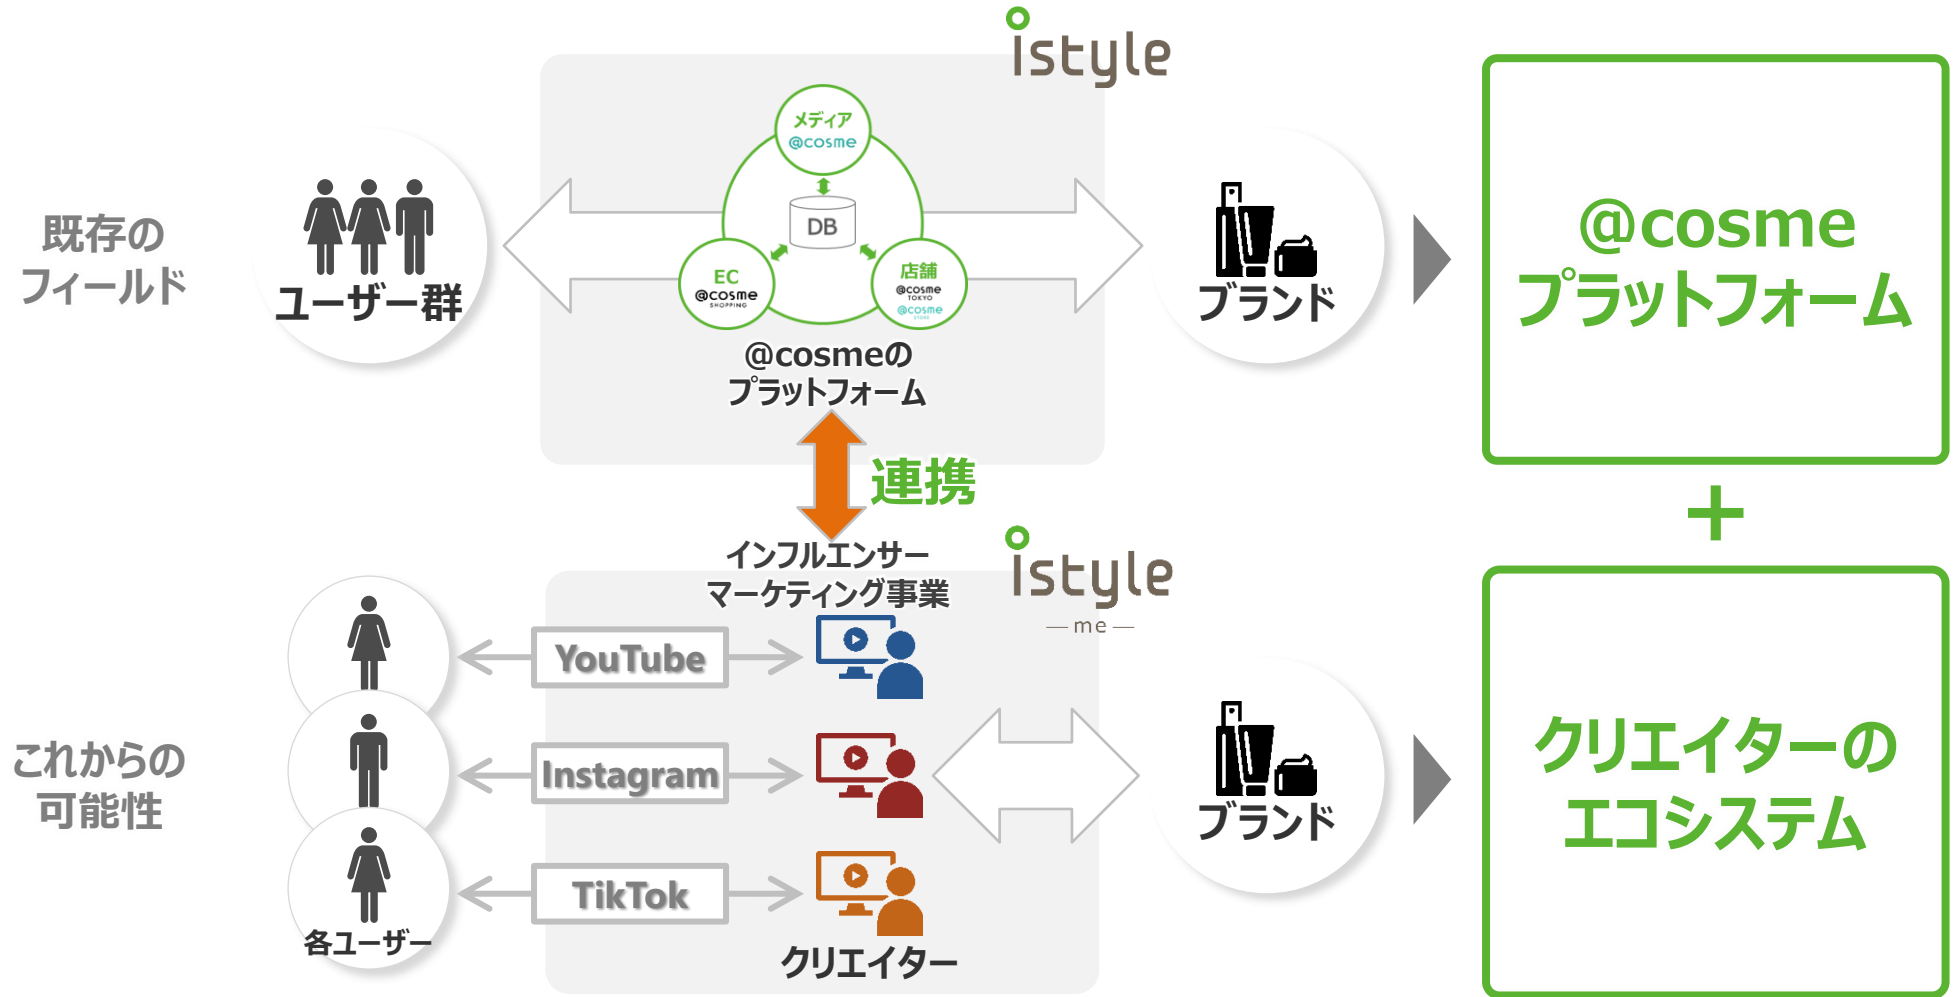 istyle
既存の
フィールド
ユーザー群
メディア
@cosme
DB
EC
@cosme
SHOPPING
店舗
@cosme
TOKYO
@cosme
STORE
@cosmeの
プラットフォーム
ブランド
@cosme
プラットフォーム
連携
+
istyle
me
インフルエンサー
マーケティング事業
これからの
可能性
YouTube
Instagram
TikTok
各ユーザー
クリエイター
ブランド
クリエイターの
エコシステム